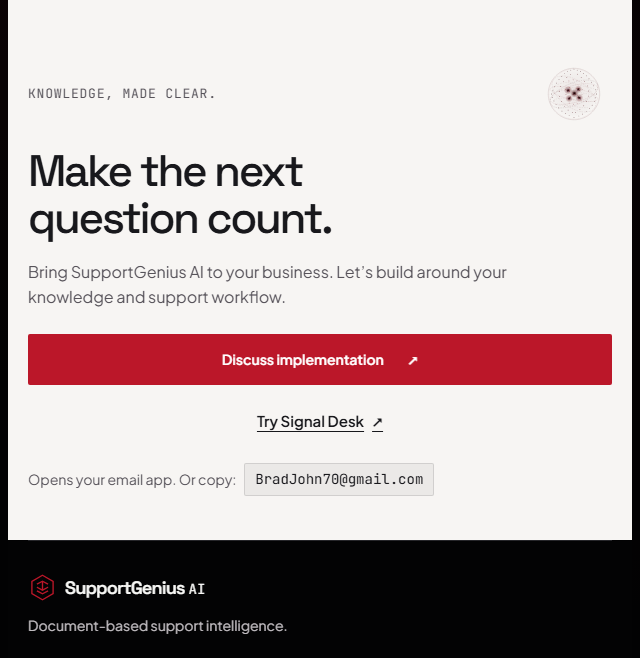 KNOWLEDGE, MADE CLEAR.
Make the next
question count.
Bring SupportGenius AI to your business. Let’s build around your
knowledge and support workflow.
Discuss implementation ↗
Try Signal Desk ↗
Opens your email app. Or copy: BradJohn70@gmail.com
SupportGenius AI
Document-based support intelligence.